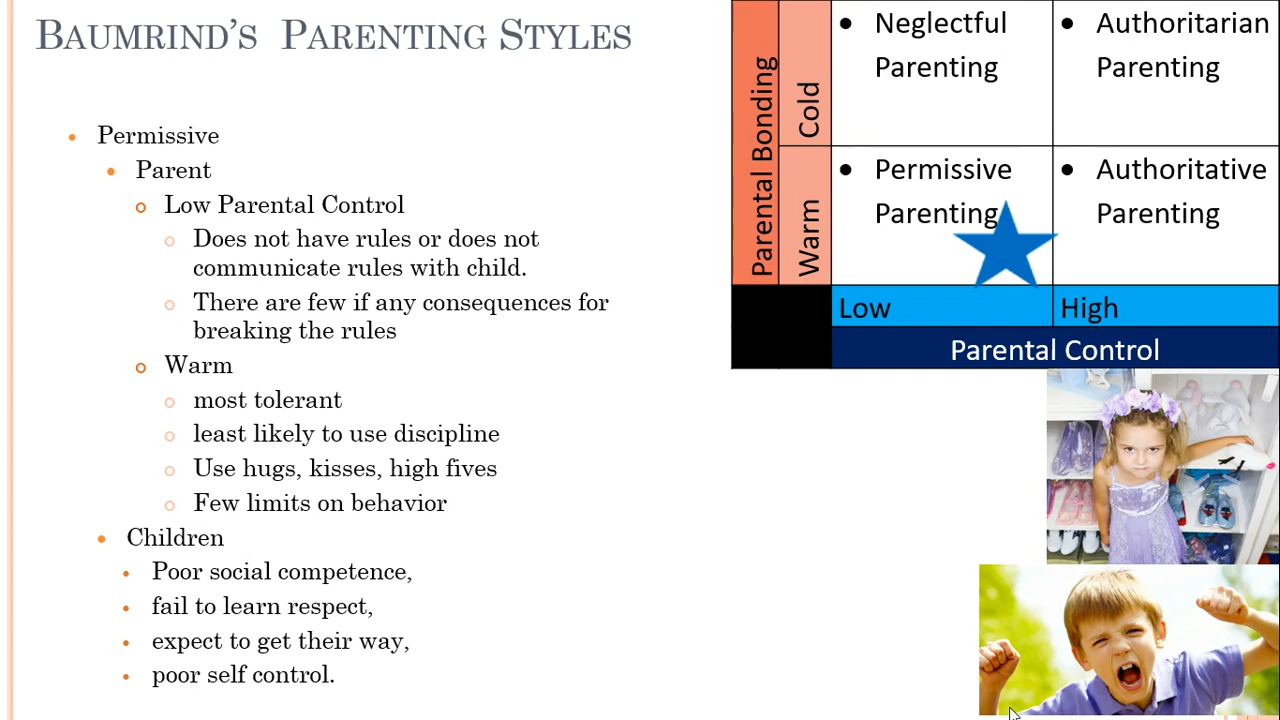 BAUMRIND'S PARENTING STYLES
Permissive
Parent
Low Parental Control
Does not have rules or does not
communicate rules with child.
There are few if any consequences for
breaking the rules
Warm
most tolerant
least likely to use discipline
Use hugs, kisses, high fives
Few limits on behavior
Children
Poor social competence,
fail to learn respect,
expect to get their way,
poor self control.
Parental Bonding
Cold
Neglectful
Parenting
Authoritarian
Parenting
Warm
Permissive
Parenting
Authoritative
Parenting
Low
High
Parental Control